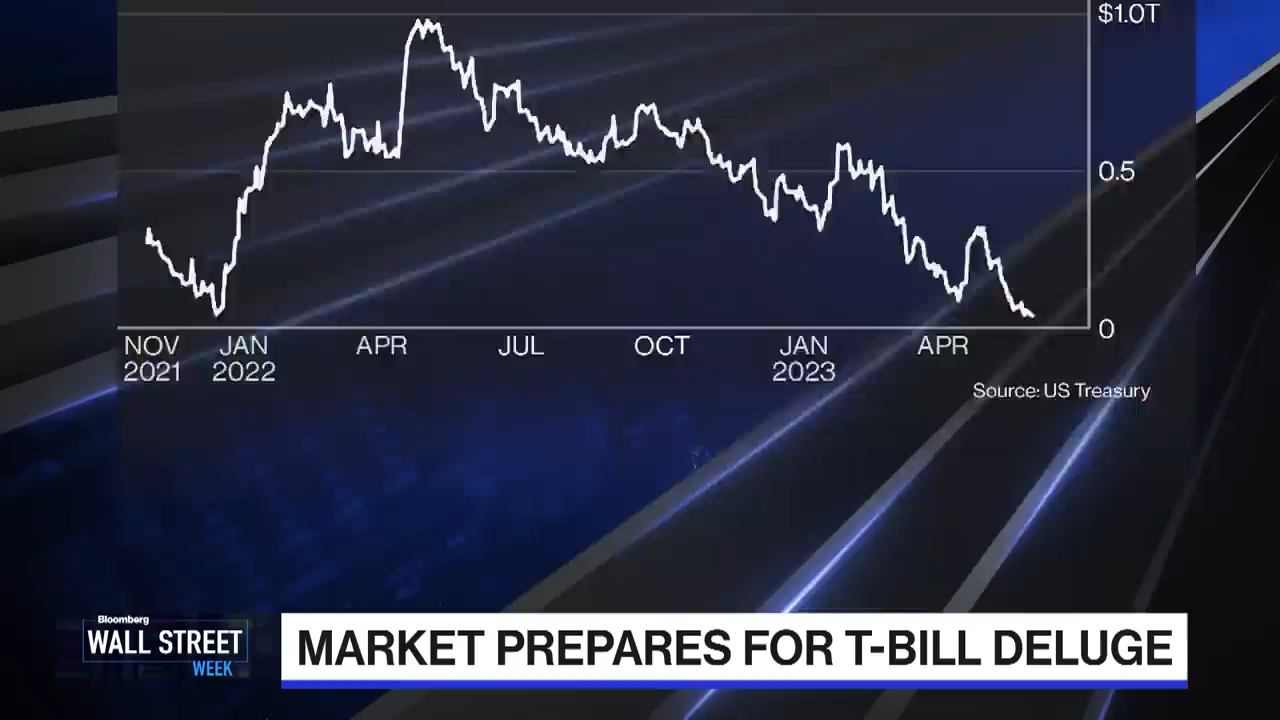 $1.0T
0.5
0
NOV JAN APR JUL OCT JAN APR
2021 2022 2023
Source: US Treasury
Bloomberg
WALL STREET
WEEK
MARKET PREPARES FOR T-BILL DELUGE